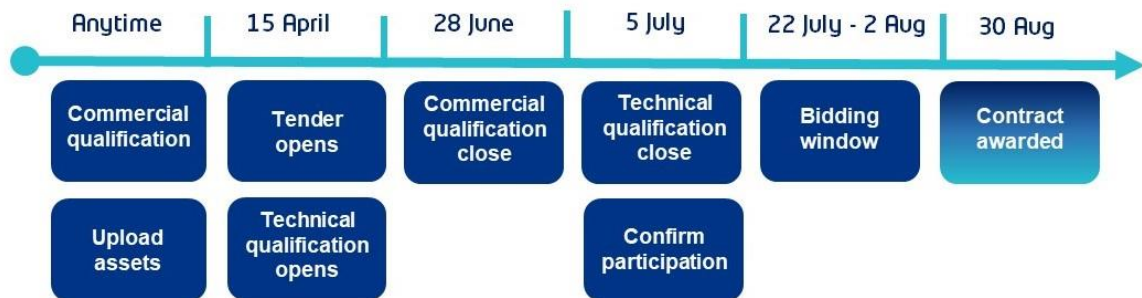 Anytime
15 April
28 June
5 July
22 July - 2 Aug
30 Aug
Commercial
qualification
Tender
opens
Commercial
qualification
close
Technical
qualification
close
Bidding
window
Contract
awarded
Upload
assets
Technical
qualification
opens
Confirm
participation